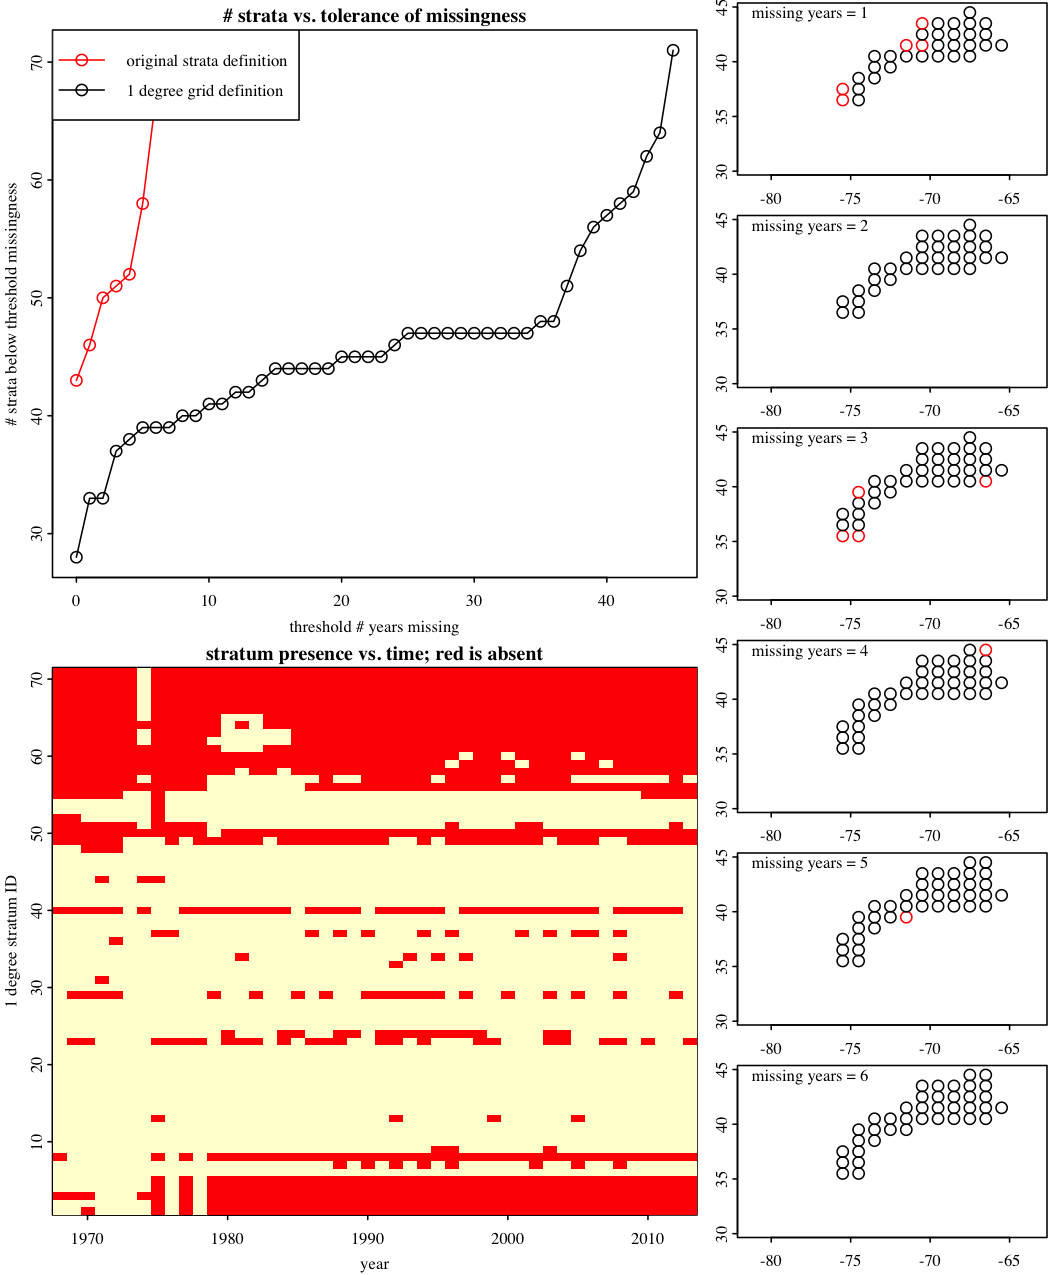 # strata vs. tolerance of missingness
original strata definition
1 degree grid definition
# strata below threshold missingness
30 40 50 60 70
0 10 20 30 40
threshold # years missing
stratum presence vs. time; red is absent
1 degree stratum ID
10 20 30 40 50 60 70
1970 1980 1990 2000 2010
year
missing years = 1
30 35 40 45
-80 -75 -70 -65
missing years = 2
30 35 40 45
-80 -75 -70 -65
missing years = 3
30 35 40 45
-80 -75 -70 -65
missing years = 4
30 35 40 45
-80 -75 -70 -65
missing years = 5
30 35 40 45
-80 -75 -70 -65
missing years = 6
30 35 40 45
-80 -75 -70 -65